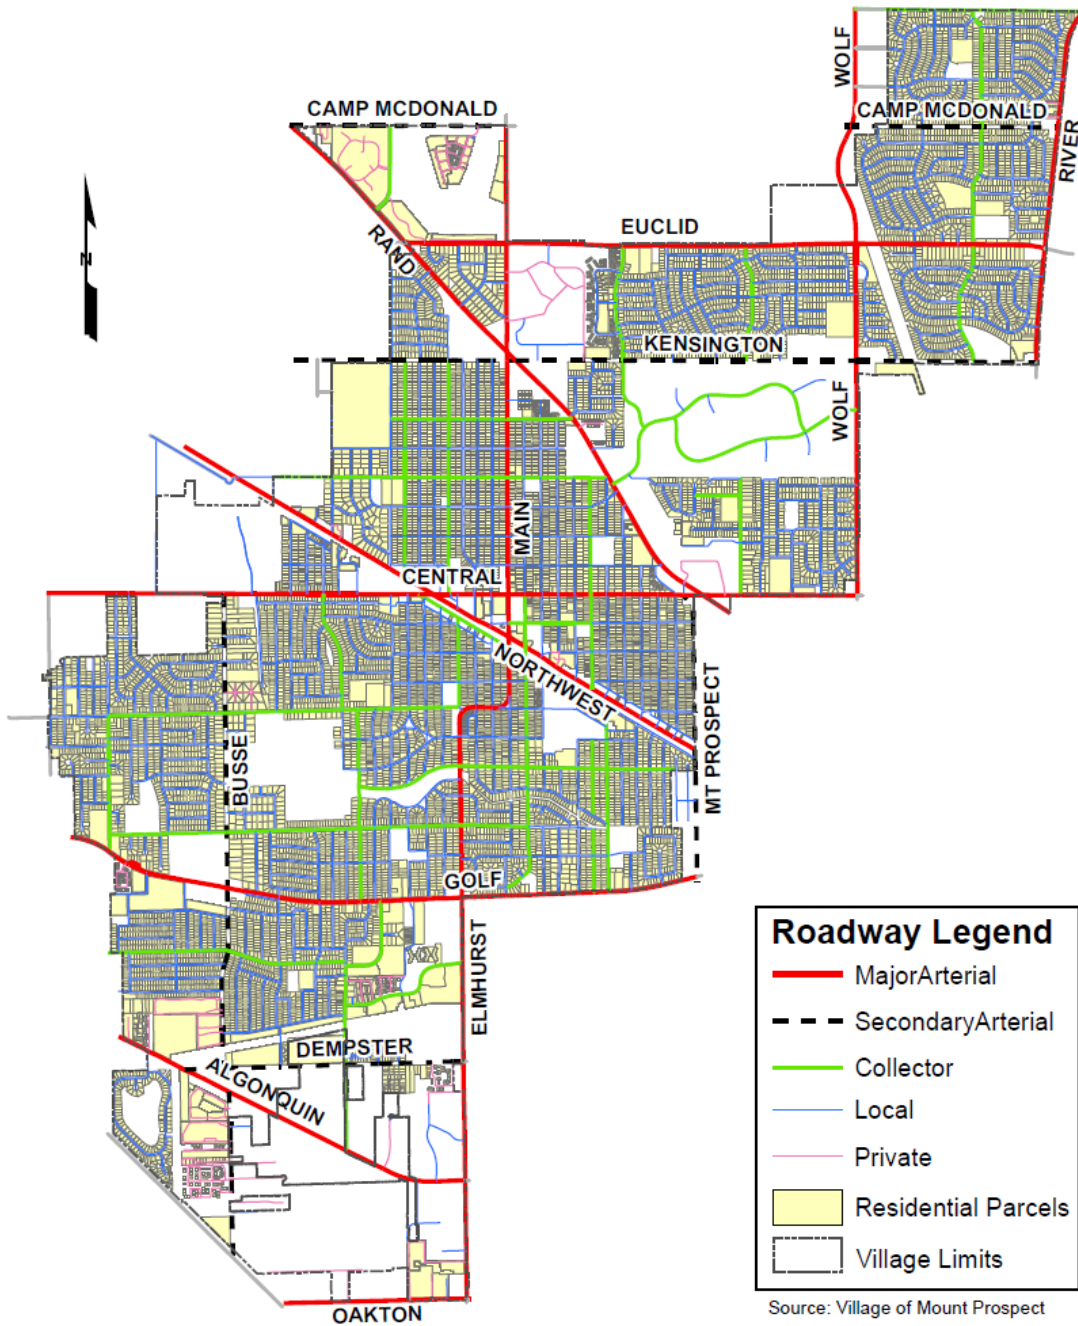 WOLF
CAMP MCDONALD
CAMP MCDONALD
RIVER
EUCLID
RAND
N
KENSINGTON
WOLF
MAIN
CENTRAL
NORTHWEST
MT PROSPECT
BUSSE
GOLF
ELMHURST
DEMPSTER
ALGONQUIN
OAKTON
Roadway Legend
MajorArterial
SecondaryArterial
Collector
Local
Private
Residential Parcels
Village Limits
Source: Village of Mount Prospect